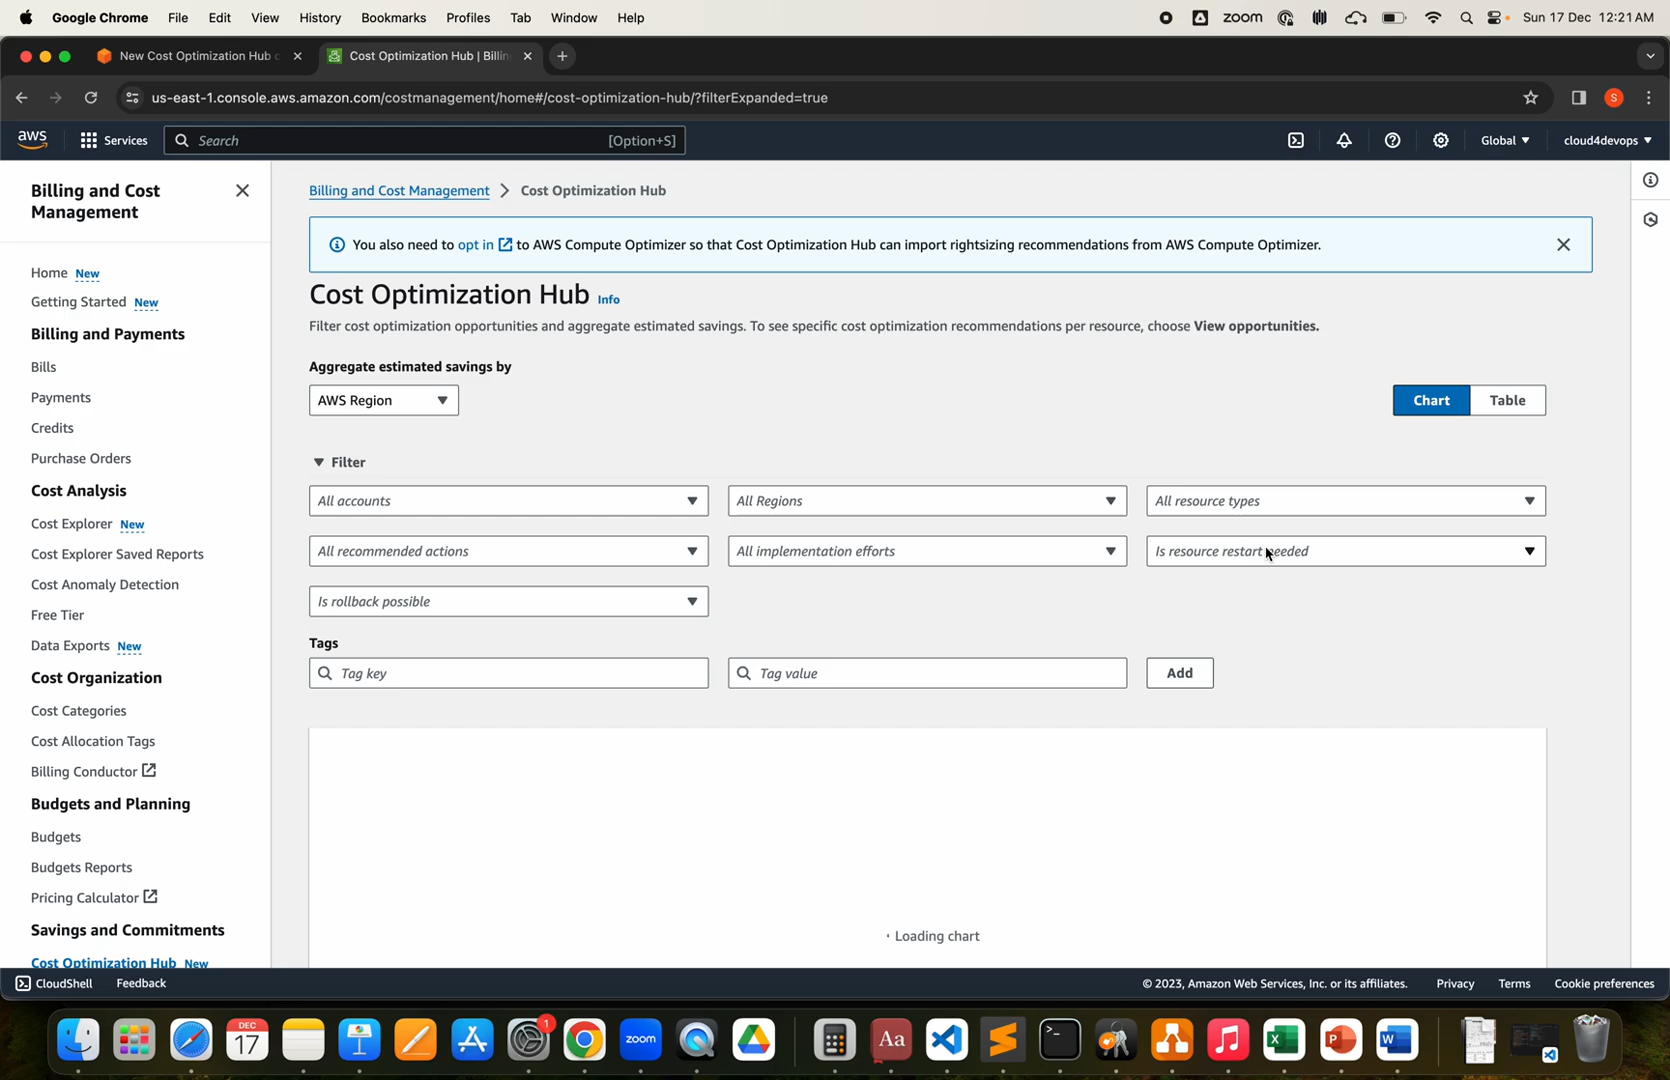 Google Chrome File Edit View History Bookmarks Profiles Tab Window Help zoom Sun 17 Dec 12:21 AM
New Cost Optimization Hub c
Cost Optimization Hub | Billin
us-east-1.console.aws.amazon.com/costmanagement/home#/cost-optimization-hub/?filterExpanded=true
S
aws Services Search [Option+S] Global cloud4devops
Billing and Cost
Management
Home New
Getting Started New
Billing and Payments
Bills
Payments
Credits
Purchase Orders
Cost Analysis
Cost Explorer New
Cost Explorer Saved Reports
Cost Anomaly Detection
Free Tier
Data Exports New
Cost Organization
Cost Categories
Cost Allocation Tags
Billing Conductor
Budgets and Planning
Budgets
Budgets Reports
Pricing Calculator
Savings and Commitments
Cost Optimization Hub New
Billing and Cost Management > Cost Optimization Hub
You also need to opt in to AWS Compute Optimizer so that Cost Optimization Hub can import rightsizing recommendations from AWS Compute Optimizer.
Cost Optimization Hub Info
Filter cost optimization opportunities and aggregate estimated savings. To see specific cost optimization recommendations per resource, choose View opportunities.
Aggregate estimated savings by
AWS Region
Chart Table
Filter
All accounts All Regions All resource types
All recommended actions All implementation efforts Is resource restart needed
Is rollback possible
Tags
Tag key Tag value Add
Loading chart
CloudShell Feedback © 2023, Amazon Web Services, Inc. or its affiliates. Privacy Terms Cookie preferences
DEC
17
1
zoom
Aa
X
P
W